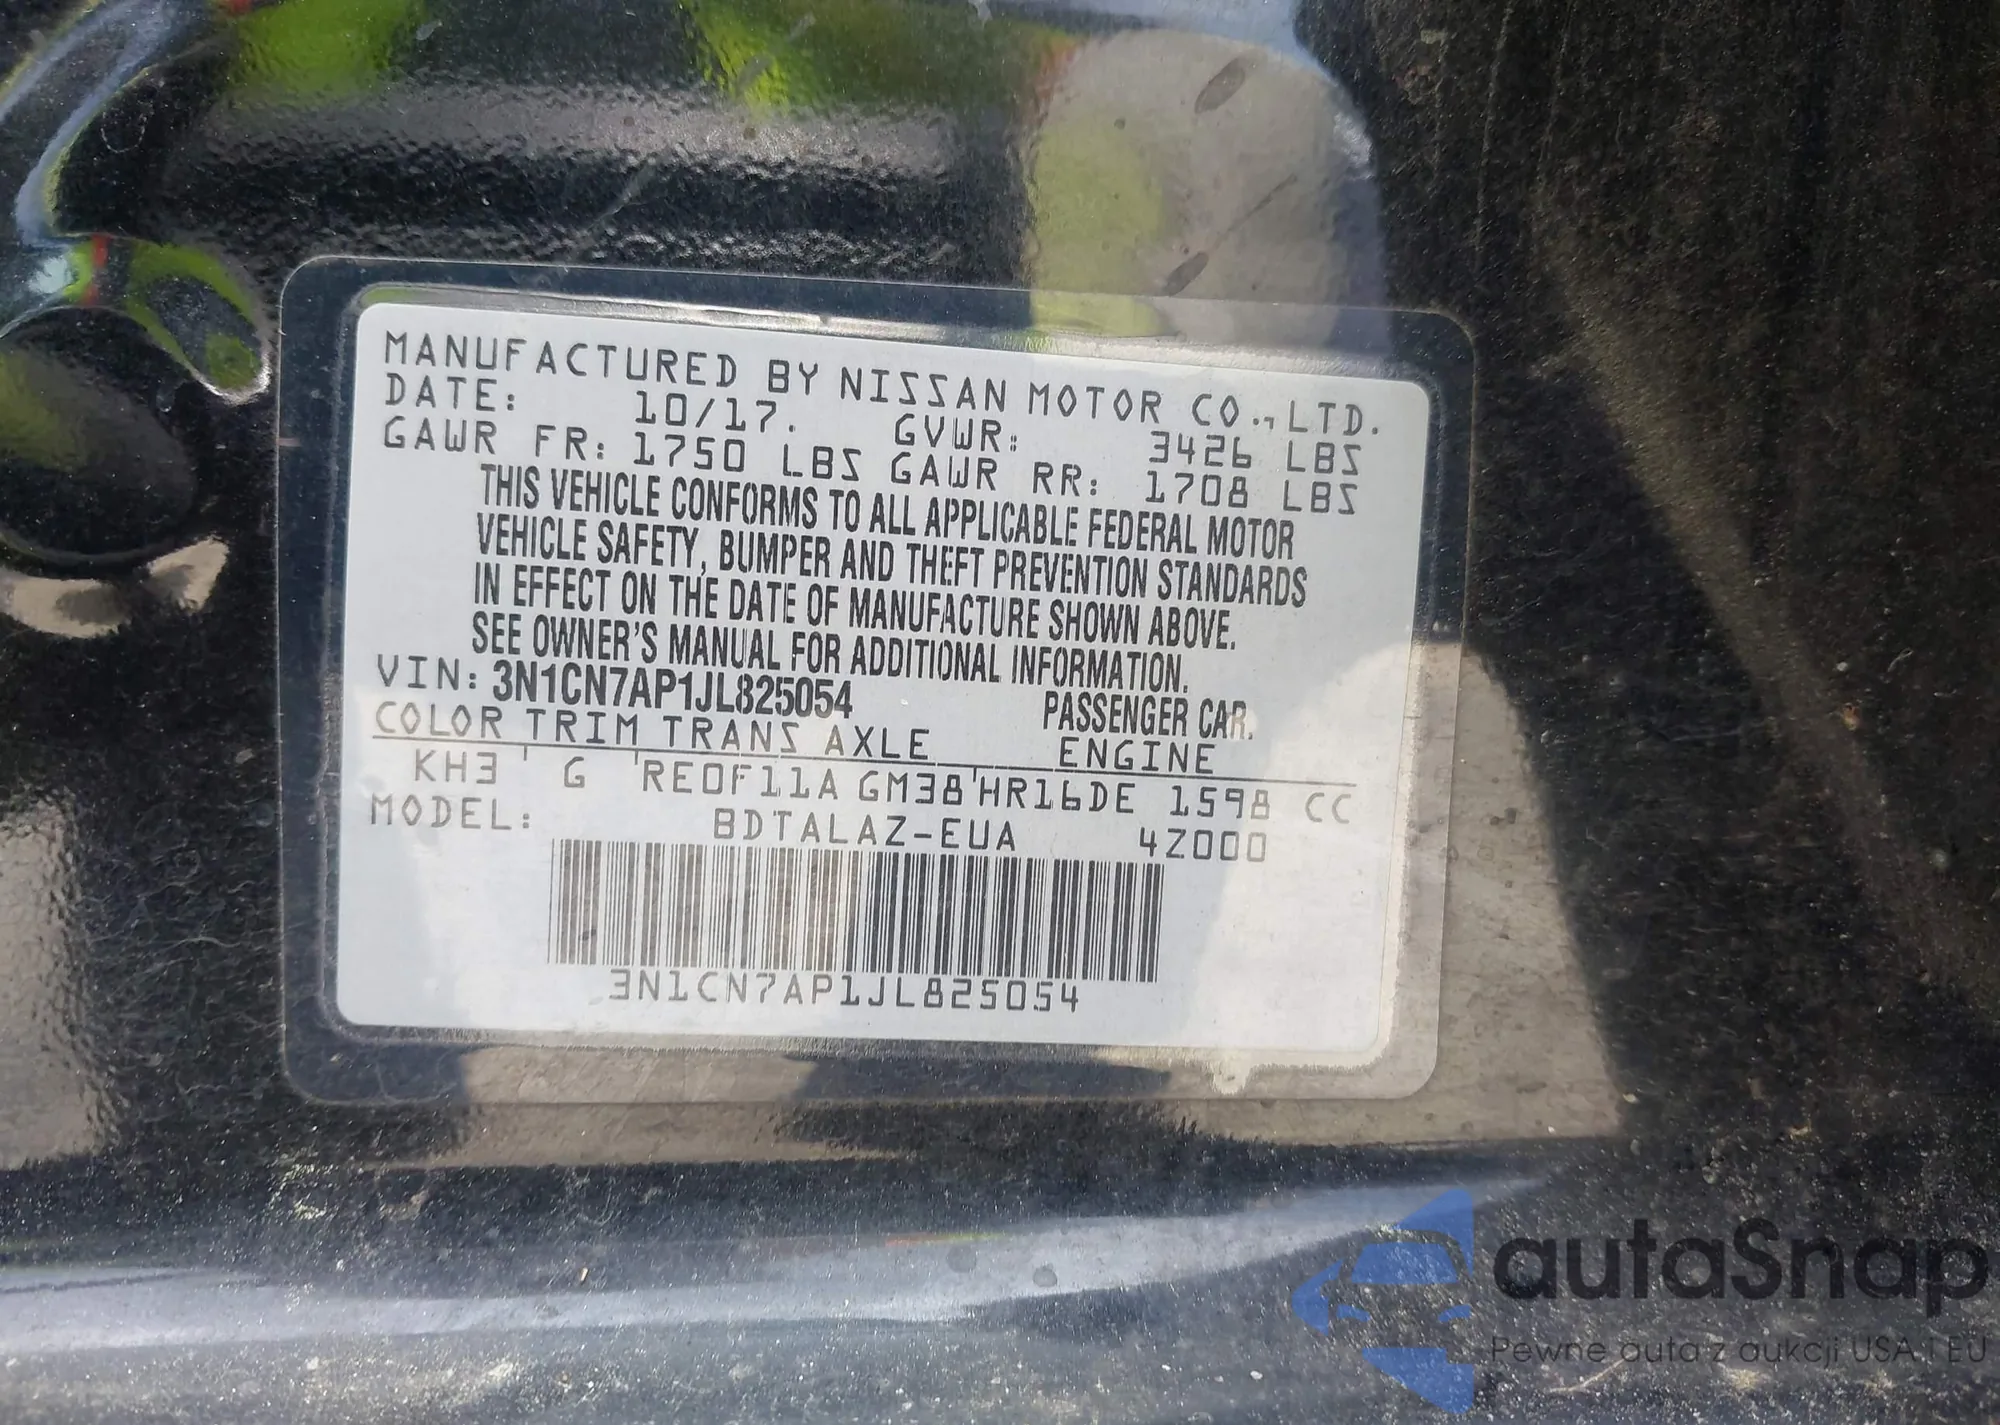 MANUFACTURED BY NISSAN MOTOR CO., LTD.
DATE: 10/17. GVWR: 3426 LBS
GAWR FR: 1750 LBS GAWR RR: 1708 LBS
THIS VEHICLE CONFORMS TO ALL APPLICABLE FEDERAL MOTOR
VEHICLE SAFETY, BUMPER AND THEFT PREVENTION STANDARDS
IN EFFECT ON THE DATE OF MANUFACTURE SHOWN ABOVE.
SEE OWNER'S MANUAL FOR ADDITIONAL INFORMATION.
VIN: 3N1CN7AP1JL825054 PASSENGER CAR.
COLOR TRIM TRANS AXLE ENGINE
KH3 ' G 'RE0F11A GM38'HR16DE 1598 CC
MODEL: BDTALAZ-EUA 4Z000
3N1CN7AP1JL825054
autaSnap
Pewne auta z aukcji USA i EU